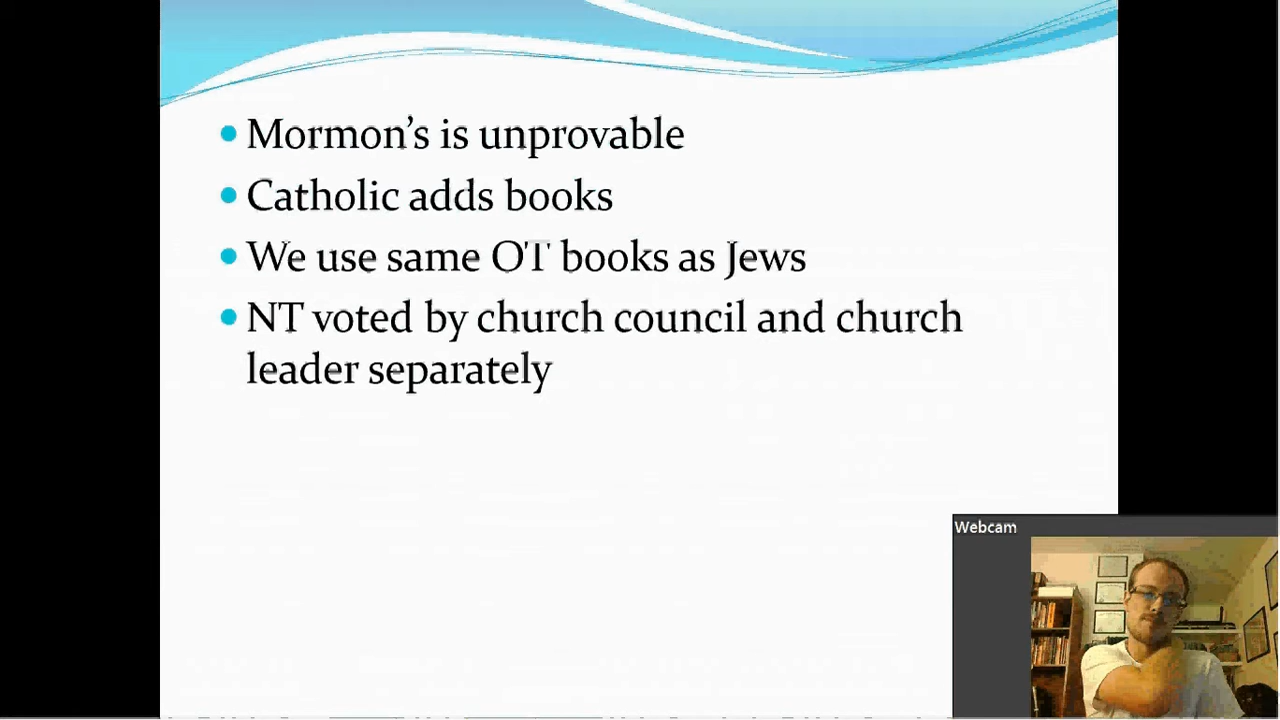 Mormon’s is unprovable
Catholic adds books
We use same OT books as Jews
NT voted by church council and church
leader separately
Webcam